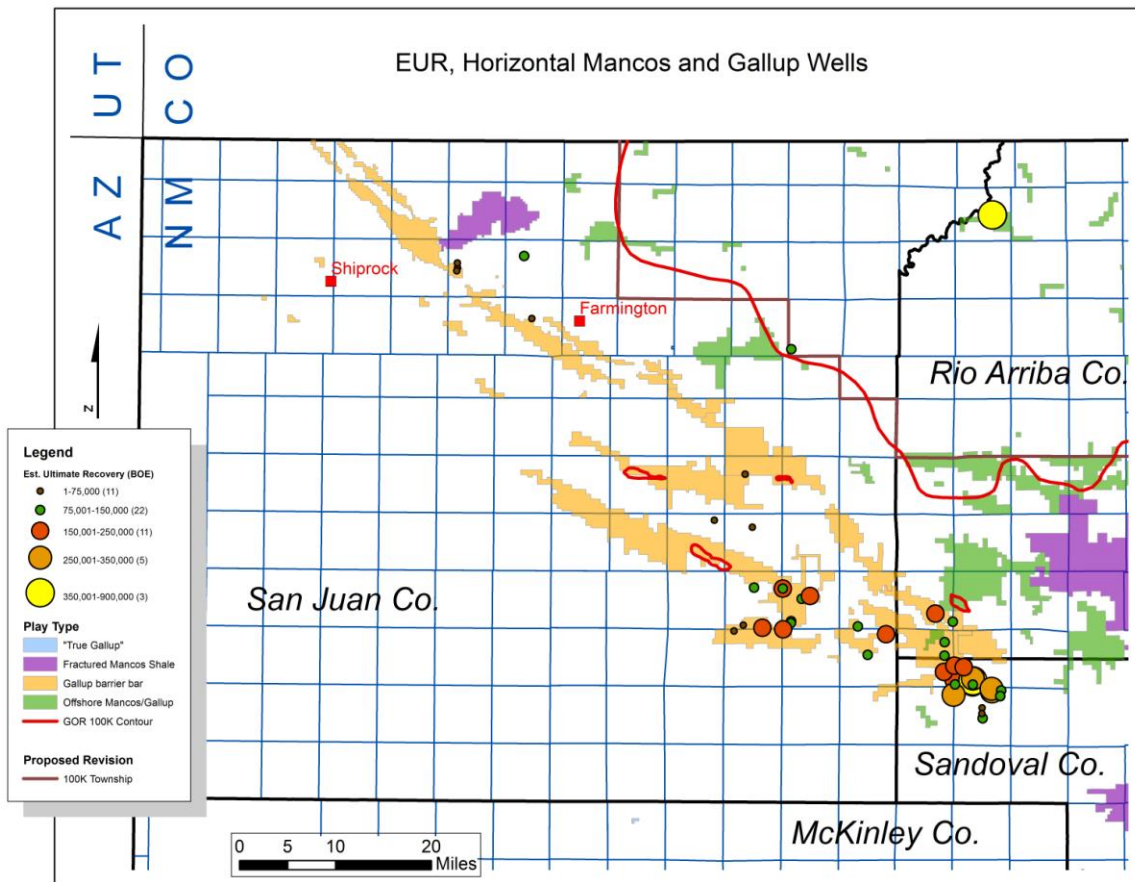 EUR, Horizontal Mancos and Gallup Wells
UT
CO
AZ
NM
Shiprock
Farmington
N
Rio Arriba Co.
San Juan Co.
Sandoval Co.
McKinley Co.
Legend
Est. Ultimate Recovery (BOE)
1-75,000 (11)
75,001-150,000 (22)
150,001-250,000 (11)
250,001-350,000 (5)
350,001-900,000 (3)
Play Type
"True Gallup"
Fractured Mancos Shale
Gallup barrier bar
Offshore Mancos/Gallup
GOR 100K Contour
Proposed Revision
100K Township
0 5 10 20
Miles